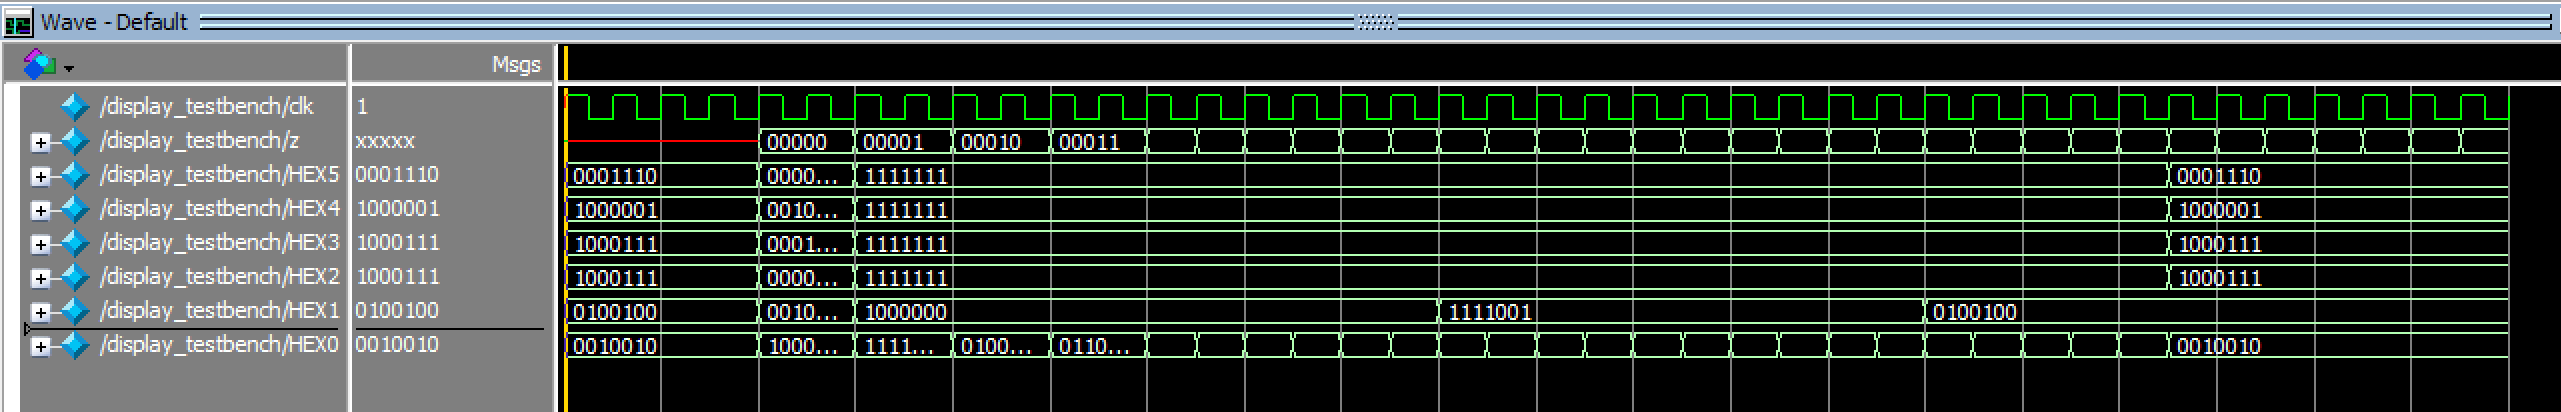 Wave - Default
Msgs
/display_testbench/clk 1
/display_testbench/z xxxxx 00000 00001 00010 00011
/display_testbench/HEX5 0001110 0001110 0000... 1111111 0001110
/display_testbench/HEX4 1000001 1000001 0010... 1111111 1000001
/display_testbench/HEX3 1000111 1000111 0001... 1111111 1000111
/display_testbench/HEX2 1000111 1000111 0000... 1111111 1000111
/display_testbench/HEX1 0100100 0100100 0010... 1000000 1111001 0100100
/display_testbench/HEX0 0010010 0010010 1000... 1111... 0100... 0110... 0010010